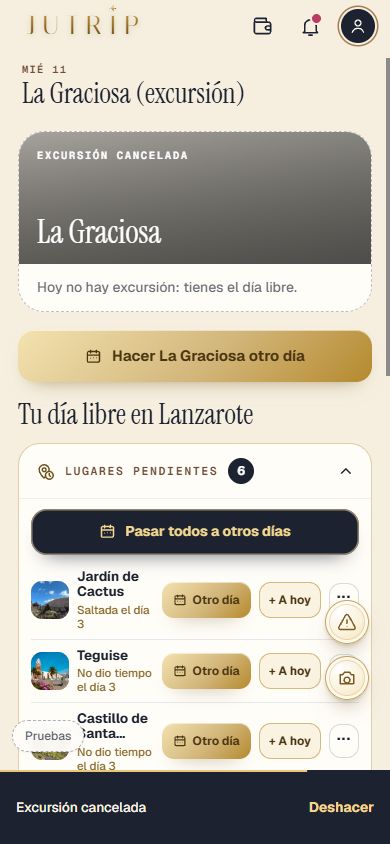 JUTRIP
MIÉ 11
La Graciosa (excursión)
EXCURSIÓN CANCELADA
La Graciosa
Hoy no hay excursión: tienes el día libre.
Hacer La Graciosa otro día
Tu día libre en Lanzarote
LUGARES PENDIENTES 6
Pasar todos a otros días
Jardín de
Cactus
Saltada el día
3
Otro día
+ A hoy
...
Teguise
No dio tiempo
el día 3
Otro día
+ A hoy
Castillo de
Santa...
No dio tiempo
el día 3
Otro día
+ A hoy
...
Pruebas
Excursión cancelada
Deshacer